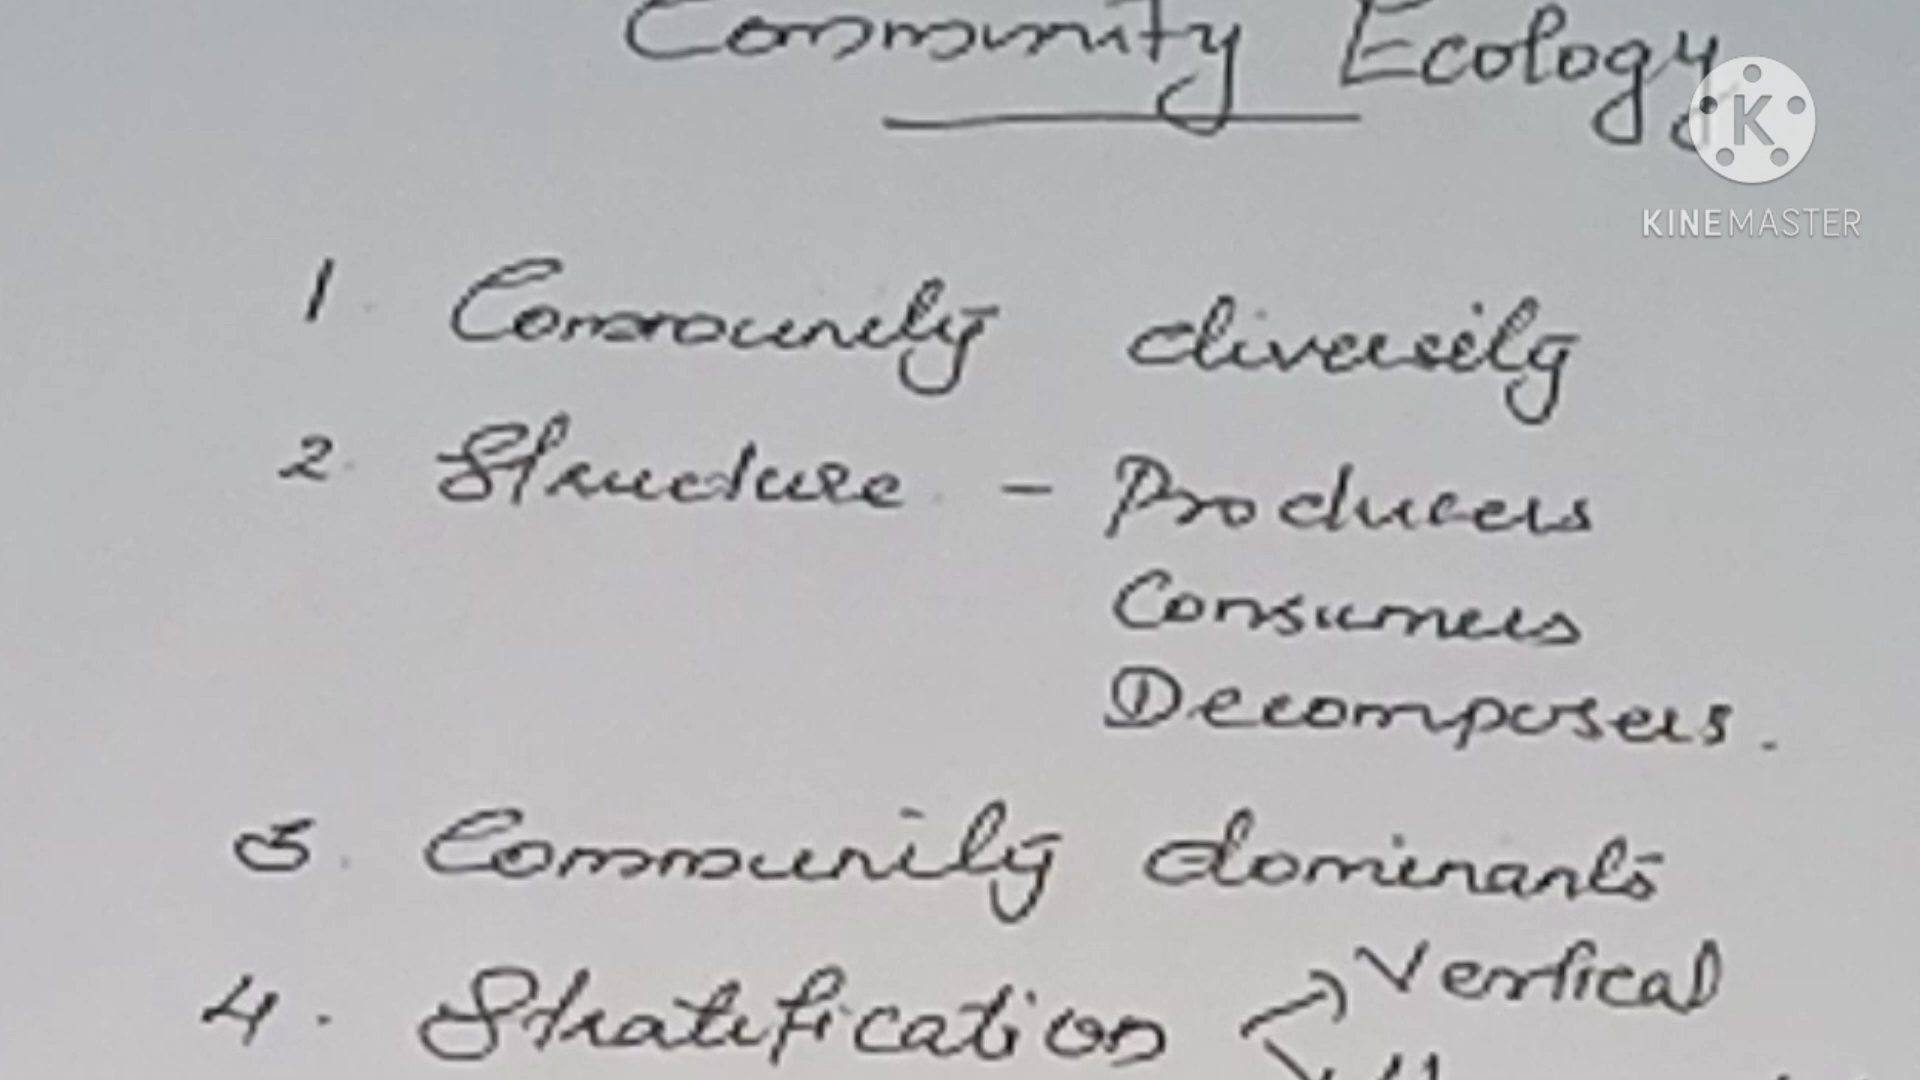 Community Ecology
KINEMASTER
1. Community diversity
2. Structure - Producers
Consumers
Decomposers.
3. Community dominants
4. Stratification Vertical